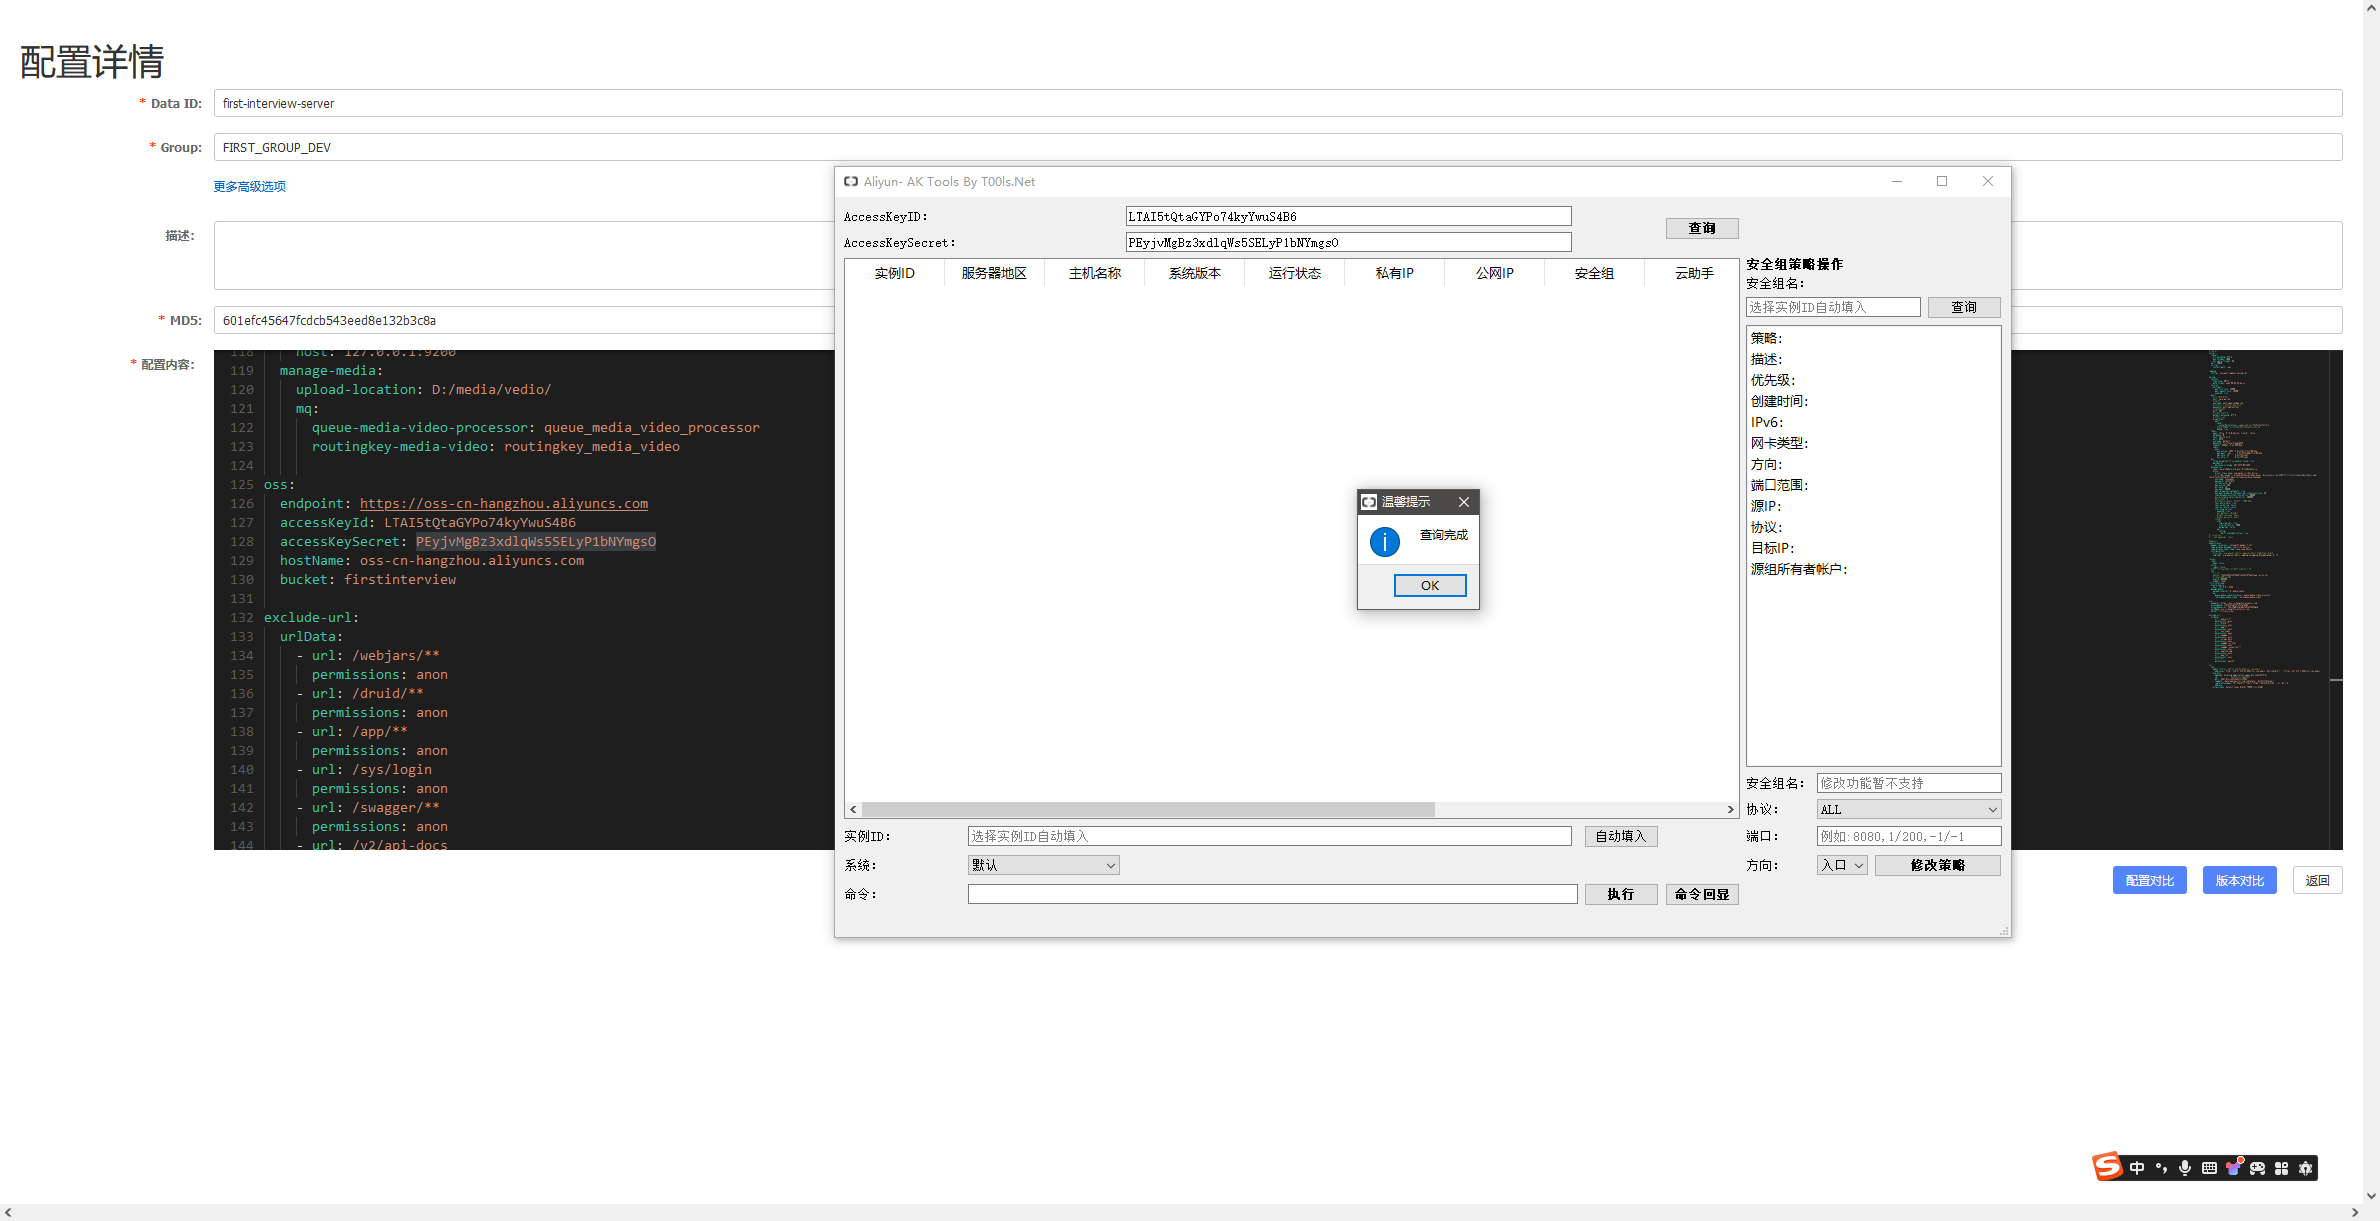 配置详情
* Data ID: first-interview-server
* Group: FIRST_GROUP_DEV
更多高级选项
描述:
* MD5: 601efc45647fcdcb543eed8e132b3c8a
* 配置内容:
118 host: 127.0.0.1:9200
119 manage-media:
120 upload-location: D:/media/vedio/
121 mq:
122 queue-media-video-processor: queue_media_video_processor
123 routingkey-media-video: routingkey_media_video
124
125 oss:
126 endpoint: https://oss-cn-hangzhou.aliyuncs.com
127 accessKeyId: LTAI5tQtaGYPo74kyYwuS4B6
128 accessKeySecret: PEyjvMgBz3xdlqWs5SELyP1bNYmgsO
129 hostName: oss-cn-hangzhou.aliyuncs.com
130 bucket: firstinterview
131
132 exclude-url:
133 urlData:
134 - url: /webjars/**
135 permissions: anon
136 - url: /druid/**
137 permissions: anon
138 - url: /app/**
139 permissions: anon
140 - url: /sys/login
141 permissions: anon
142 - url: /swagger/**
143 permissions: anon
144 - url: /v2/api-docs
配置对比 版本对比 返回
Aliyun- AK Tools By T00ls.Net
AccessKeyID: LTAI5tQtaGYPo74kyYwuS4B6
AccessKeySecret: PEyjvMgBz3xdlqWs5SELyP1bNYmgsO
查询
实例ID 服务器地区 主机名称 系统版本 运行状态 私有IP 公网IP 安全组 云助手
安全组策略操作
安全组名:
选择实例ID自动填入 查询
策略:
描述:
优先级:
创建时间:
IPv6:
网卡类型:
方向:
端口范围:
源IP:
协议:
目标IP:
源组所有者帐户:
温馨提示
查询完成
OK
实例ID: 选择实例ID自动填入 自动填入
系统: 默认
命令: 执行 命令回显
安全组名: 修改功能暂不支持
协议: ALL
端口: 例如:8080,1/200,-1/-1
方向: 入口 修改策略
中